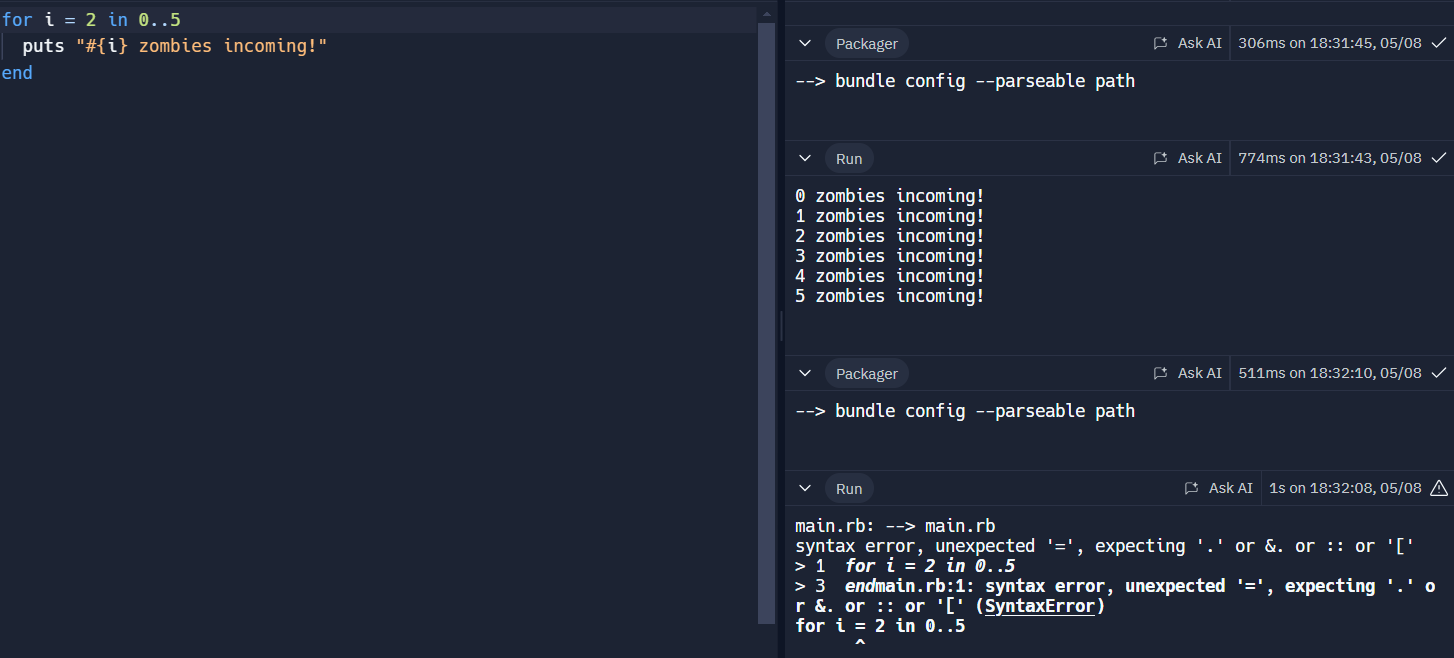 for i = 2 in 0..5
  puts "#{i} zombies incoming!"
end
Packager
Ask AI
306ms on 18:31:45, 05/08
--> bundle config --parseable path
Run
Ask AI
774ms on 18:31:43, 05/08
0 zombies incoming!
1 zombies incoming!
2 zombies incoming!
3 zombies incoming!
4 zombies incoming!
5 zombies incoming!
Packager
Ask AI
511ms on 18:32:10, 05/08
--> bundle config --parseable path
Run
Ask AI
1s on 18:32:08, 05/08
main.rb: --> main.rb
syntax error, unexpected '=', expecting '.' or &. or :: or '['
> 1  for i = 2 in 0..5
> 3  endmain.rb:1: syntax error, unexpected '=', expecting '.' o
r &. or :: or '[' (SyntaxError)
for i = 2 in 0..5
      ^